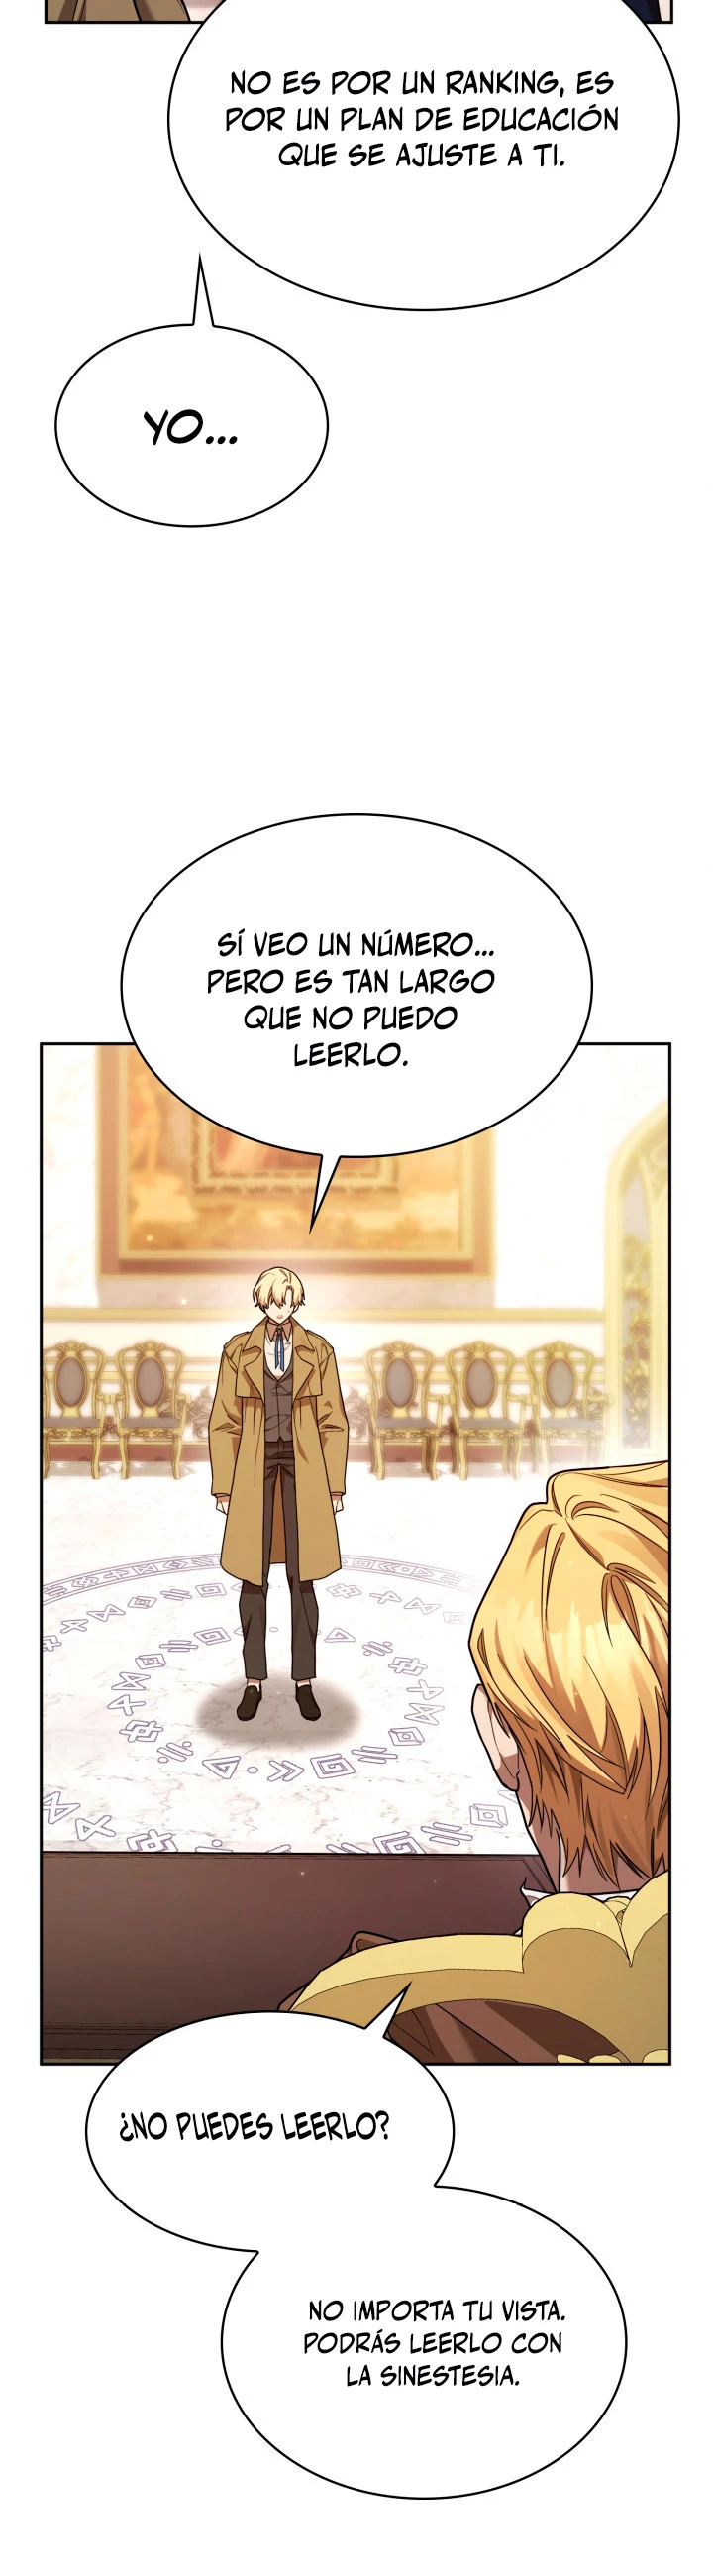 NO ES POR UN RANKING, ES
POR UN PLAN DE EDUCACIÓN
QUE SE AJUSTE A TI.
YO...
SÍ VEO UN NÚMERO...
PERO ES TAN LARGO
QUE NO PUEDO
LEERLO.
¿NO PUEDES LEERLO?
NO IMPORTA TU VISTA.
PODRÁS LEERLO CON
LA SINESTESIA.